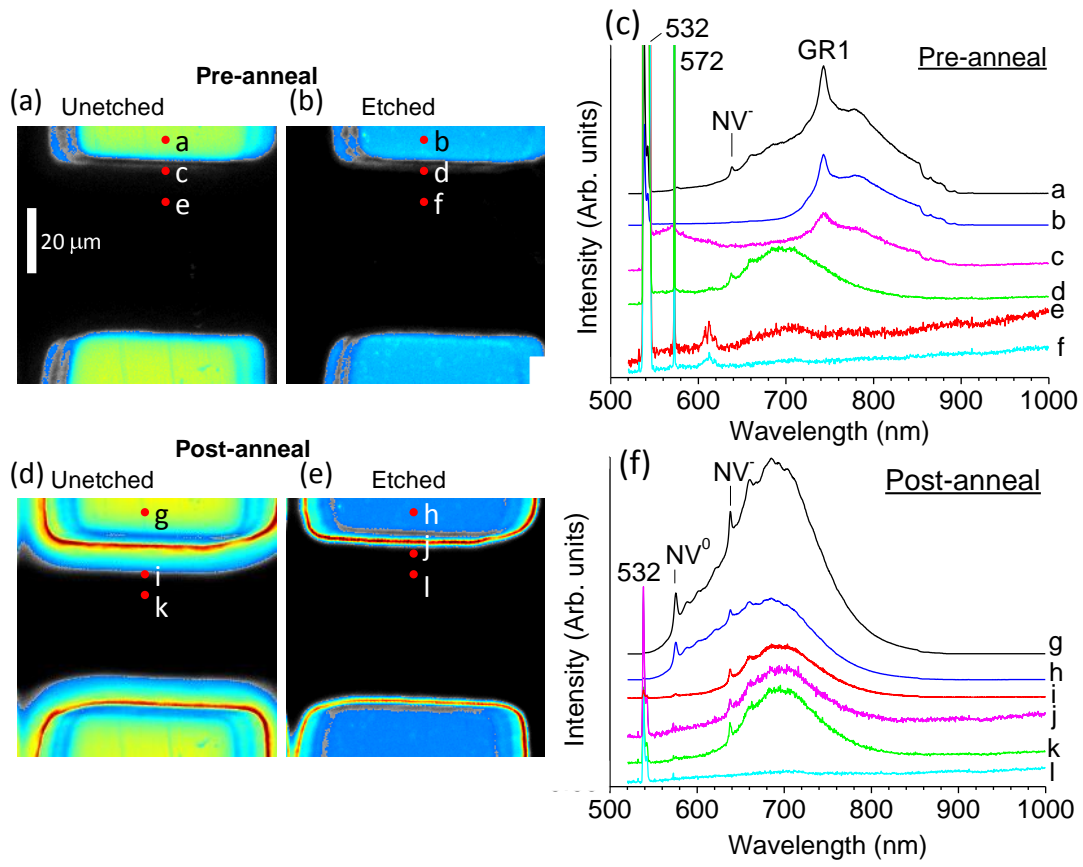 Pre-anneal
(a) Unetched
(b) Etched
a
c
e
20 μm
b
d
f
(c)
532
572
GR1
Pre-anneal
NV-
a
b
c
d
e
f
Intensity (Arb. units)
500 600 700 800 900 1000
Wavelength (nm)
Post-anneal
(d) Unetched
(e) Etched
g
i
k
h
j
l
(f)
NV-
Post-anneal
NV0
532
g
h
i
j
k
l
Intensity (Arb. units)
500 600 700 800 900 1000
Wavelength (nm)